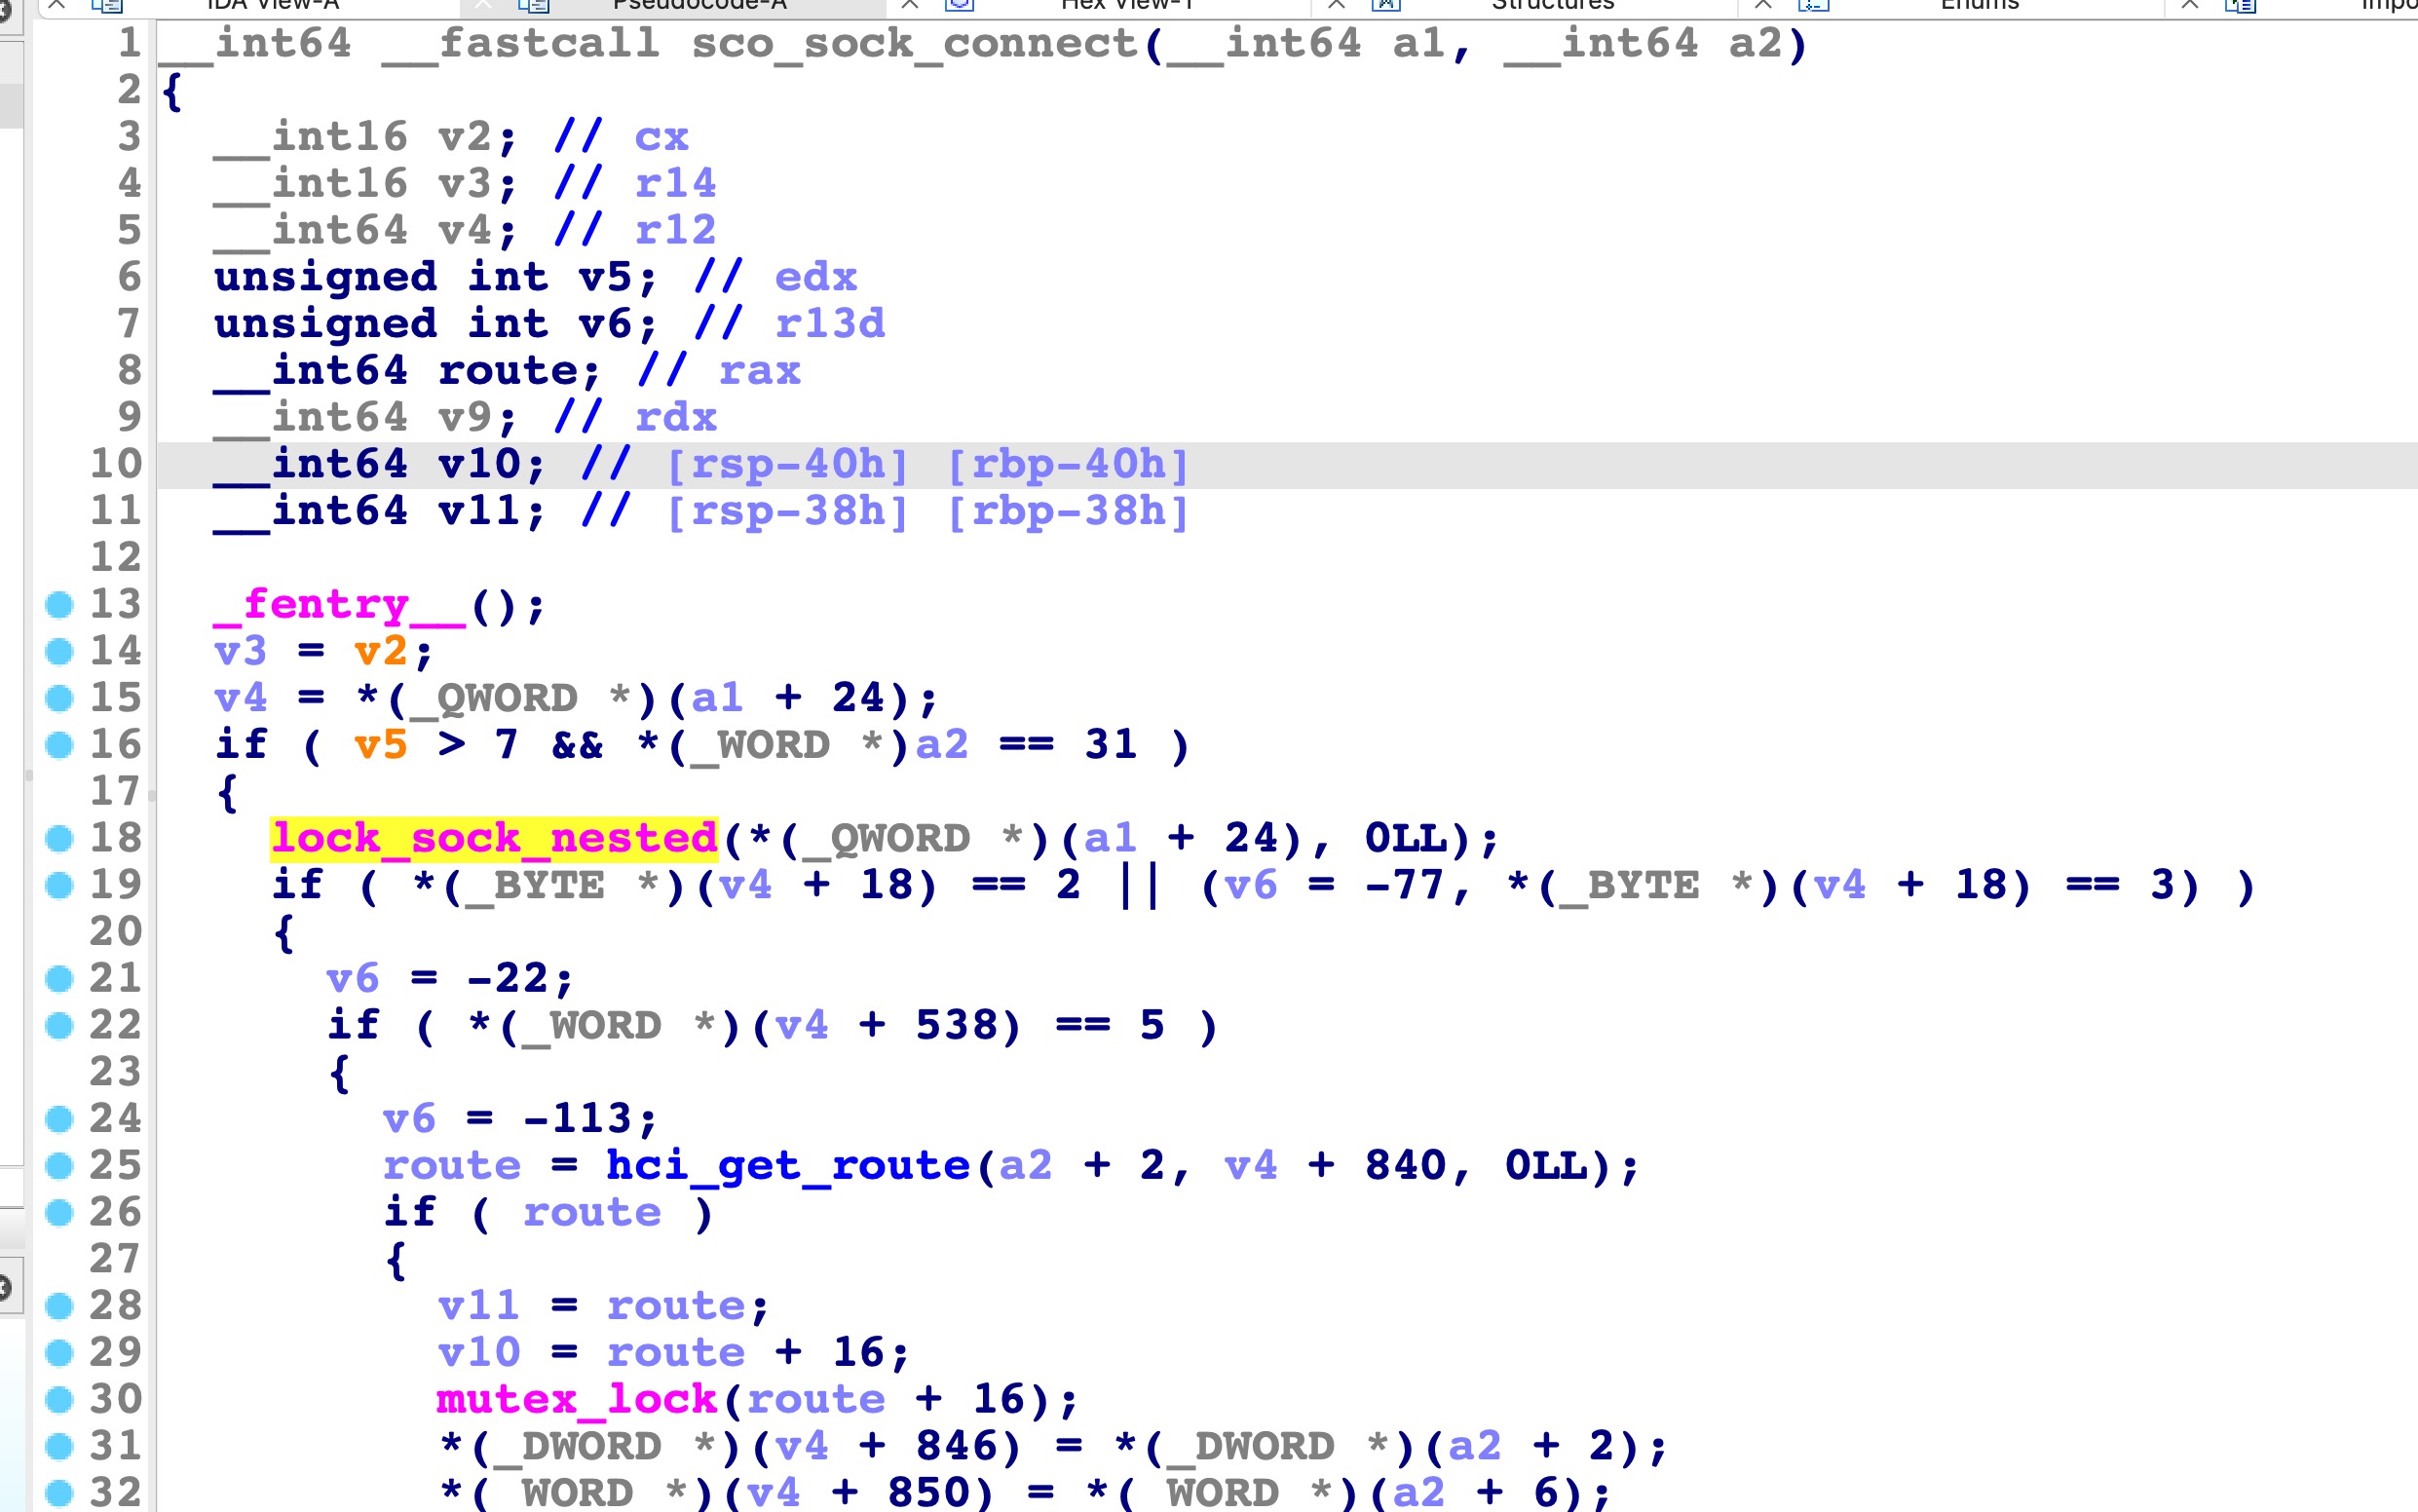 IDA View-A Pseudocode-A Hex View-1 Structures Enums
1 __int64 __fastcall sco_sock_connect(__int64 a1, __int64 a2)
2 {
3 __int16 v2; // cx
4 __int16 v3; // r14
5 __int64 v4; // r12
6 unsigned int v5; // edx
7 unsigned int v6; // r13d
8 __int64 route; // rax
9 __int64 v9; // rdx
10 __int64 v10; // [rsp-40h] [rbp-40h]
11 __int64 v11; // [rsp-38h] [rbp-38h]
12
13 _fentry__();
14 v3 = v2;
15 v4 = *(_QWORD *)(a1 + 24);
16 if ( v5 > 7 && *(_WORD *)a2 == 31 )
17 {
18 lock_sock_nested(*(_QWORD *)(a1 + 24), 0LL);
19 if ( *(_BYTE *)(v4 + 18) == 2 || (v6 = -77, *(_BYTE *)(v4 + 18) == 3) )
20 {
21 v6 = -22;
22 if ( *(_WORD *)(v4 + 538) == 5 )
23 {
24 v6 = -113;
25 route = hci_get_route(a2 + 2, v4 + 840, 0LL);
26 if ( route )
27 {
28 v11 = route;
29 v10 = route + 16;
30 mutex_lock(route + 16);
31 *(_DWORD *)(v4 + 846) = *(_DWORD *)(a2 + 2);
32 *(_WORD *)(v4 + 850) = *(_WORD *)(a2 + 6);